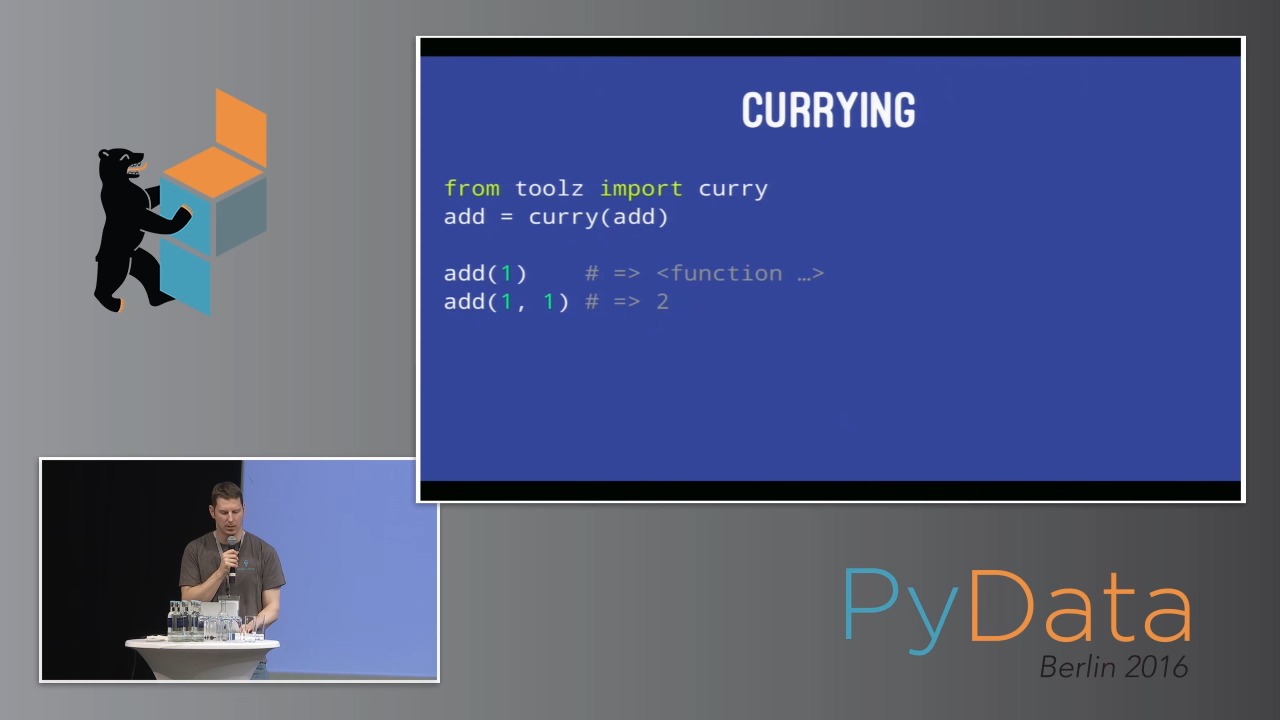 CURRYING
from toolz import curry
add = curry(add)
add(1)    # => <function …>
add(1, 1) # => 2
PyData
Berlin 2016